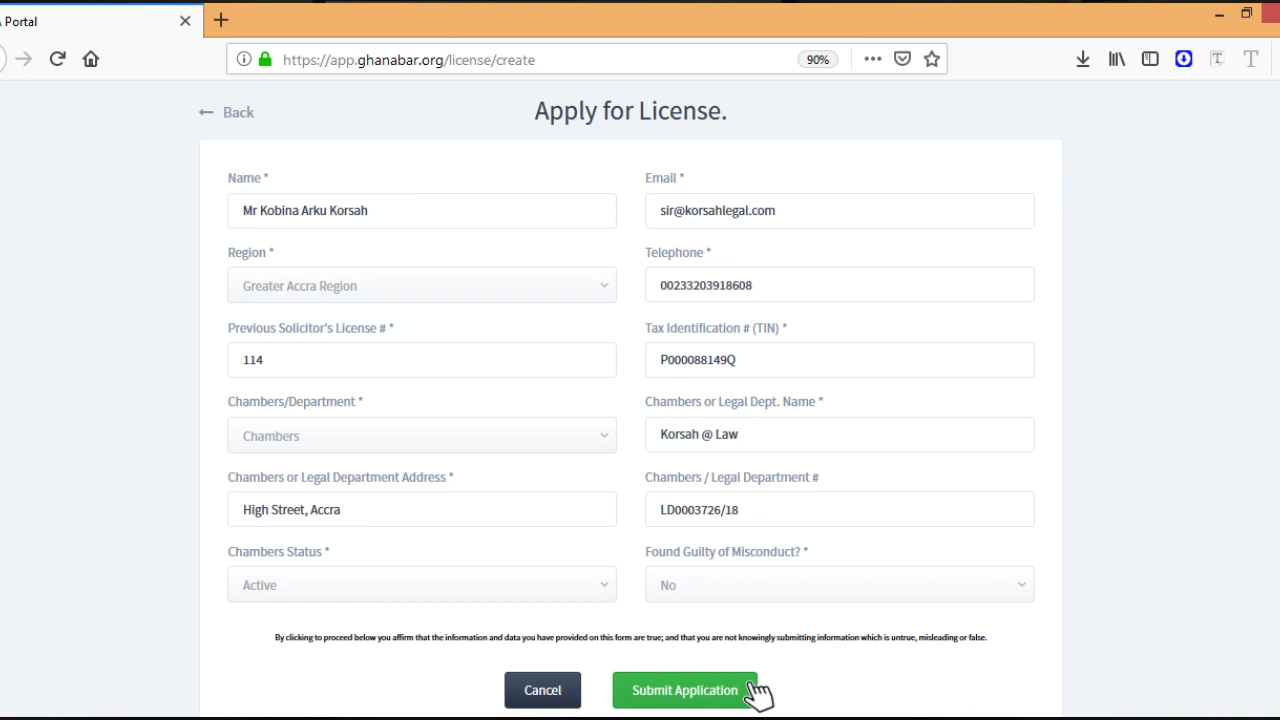 Portal
https://app.ghanabar.org/license/create
90%
Back
Apply for License.
Name *
Email *
Mr Kobina Arku Korsah
sir@korsahlegal.com
Region *
Telephone *
Greater Accra Region
00233203918608
Previous Solicitor's License # *
Tax Identification # (TIN) *
114
P000088149Q
Chambers/Department *
Chambers or Legal Dept. Name *
Chambers
Korsah @ Law
Chambers or Legal Department Address *
Chambers / Legal Department #
High Street, Accra
LD0003726/18
Chambers Status *
Found Guilty of Misconduct? *
Active
No
By clicking to proceed below you affirm that the information and data you have provided on this form are true; and that you are not knowingly submitting information which is untrue, misleading or false.
Cancel
Submit Application